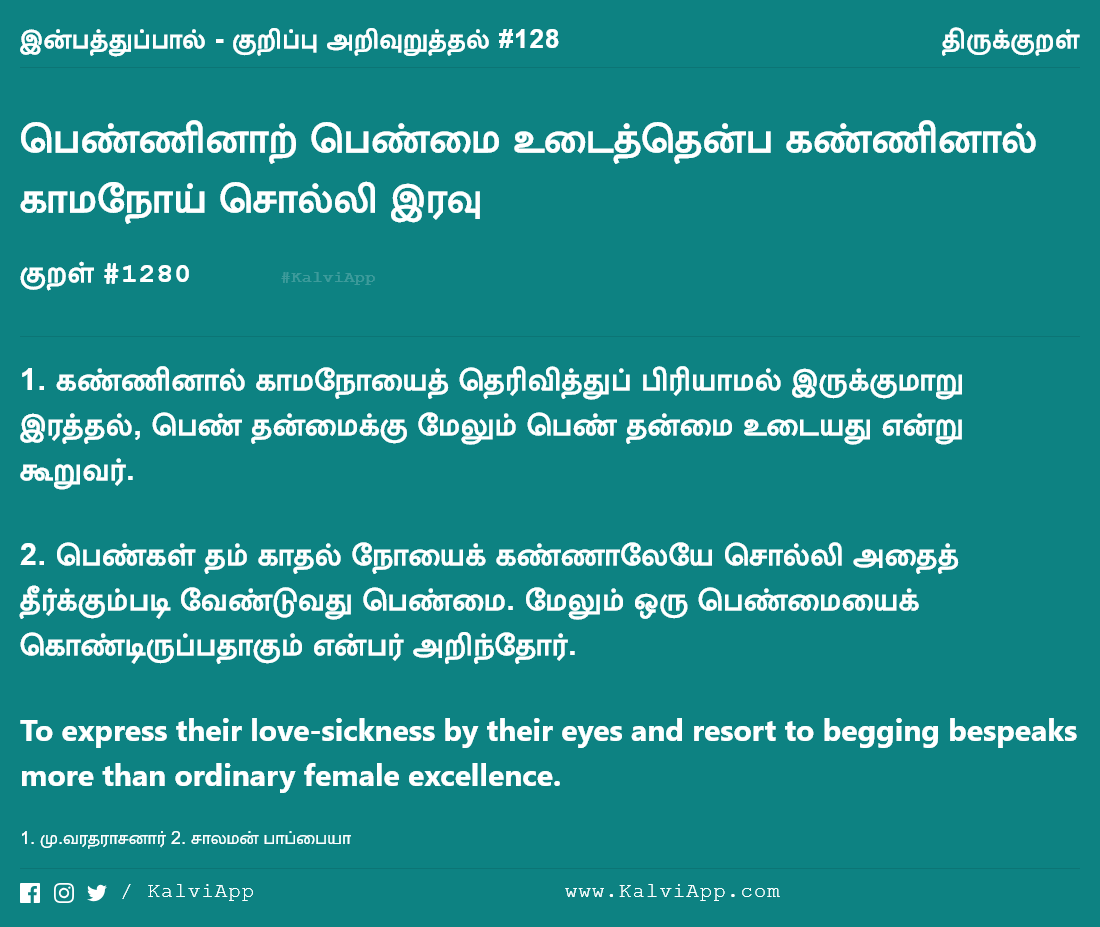 இன்பத்துப்பால் - குறிப்பு அறிவுறுத்தல் #128
திருக்குறள்
பெண்ணினாற் பெண்மை உடைத்தென்ப கண்ணினால்
காமநோய் சொல்லி இரவு
குறள் #1280
#KalviApp
1. கண்ணினால் காமநோயைத் தெரிவித்துப் பிரியாமல் இருக்குமாறு
இரத்தல், பெண் தன்மைக்கு மேலும் பெண் தன்மை உடையது என்று
கூறுவர்.
2. பெண்கள் தம் காதல் நோயைக் கண்ணாலேயே சொல்லி அதைத்
தீர்க்கும்படி வேண்டுவது பெண்மை. மேலும் ஒரு பெண்மையைக்
கொண்டிருப்பதாகும் என்பர் அறிந்தோர்.
To express their love-sickness by their eyes and resort to begging bespeaks
more than ordinary female excellence.
1. மு.வரதராசனார் 2. சாலமன் பாப்பையா
/ KalviApp
www.KalviApp.com